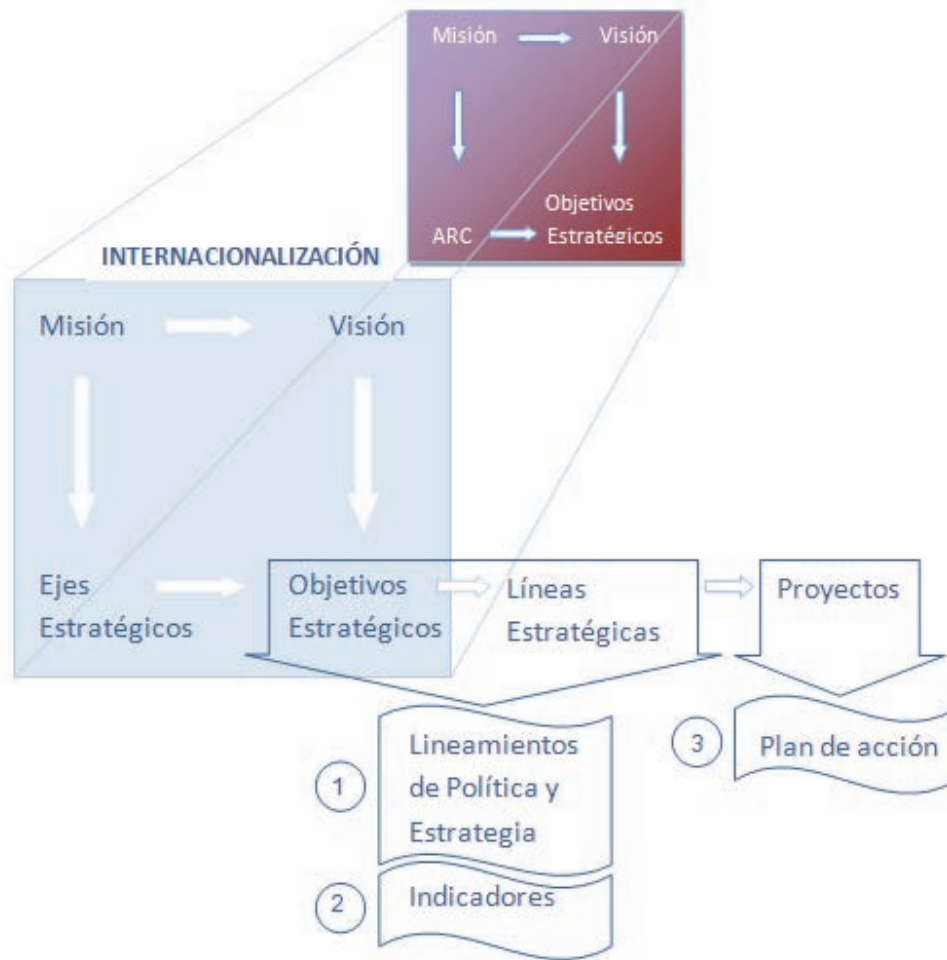 Misión Visión
Objetivos
ARC Estratégicos
INTERNACIONALIZACIÓN
Misión Visión
Ejes Objetivos Líneas Proyectos
Estratégicos Estratégicos Estratégicas
Lineamientos
3 Plan de acción
1 de Política y
Estrategia
2 Indicadores